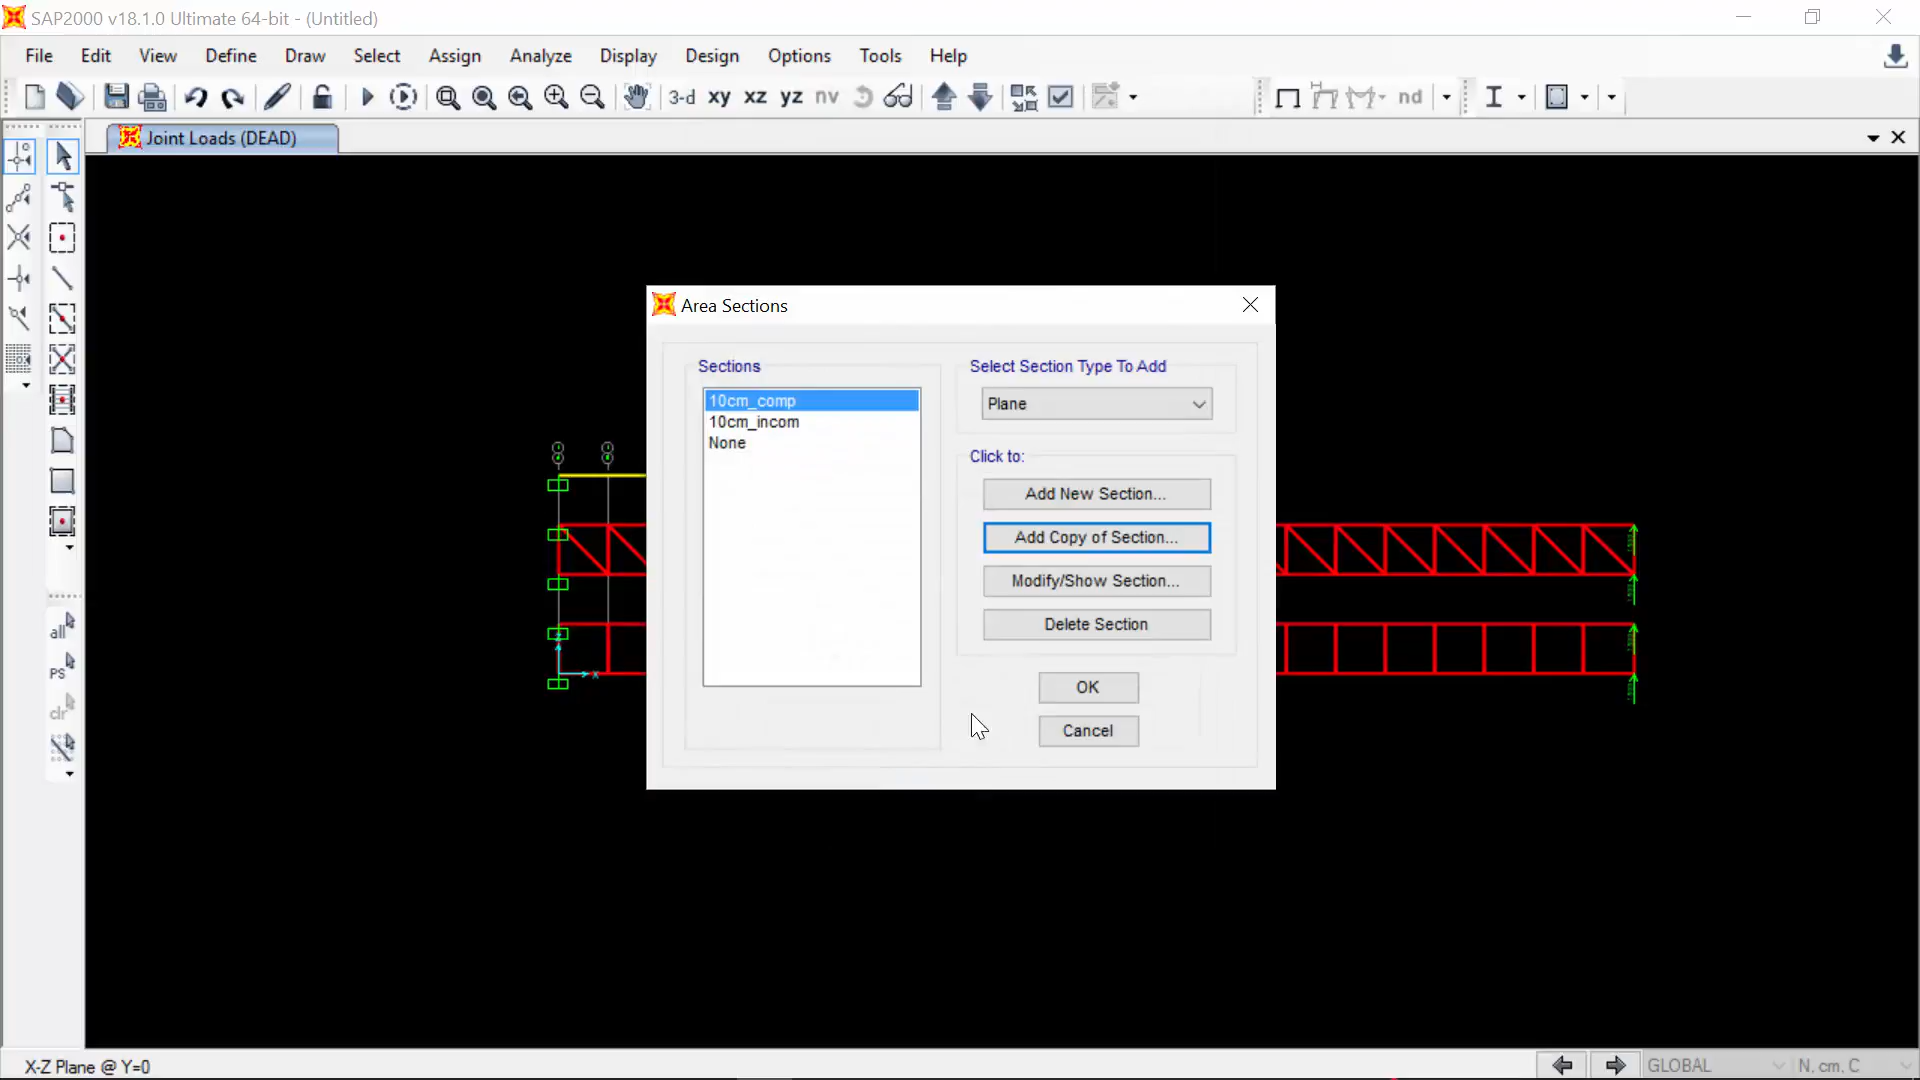 SAP2000 v18.1.0 Ultimate 64-bit - (Untitled)
File Edit View Define Draw Select Assign Analyze Display Design Options Tools Help
3-d xy xz yz nv nd
Joint Loads (DEAD)
Area Sections
Sections
10cm_comp
10cm_incom
None
Select Section Type To Add
Plane
Click to:
Add New Section...
Add Copy of Section...
Modify/Show Section...
Delete Section
OK
Cancel
X
all
PS
clr
X-Z Plane @ Y=0
GLOBAL
N, cm, C